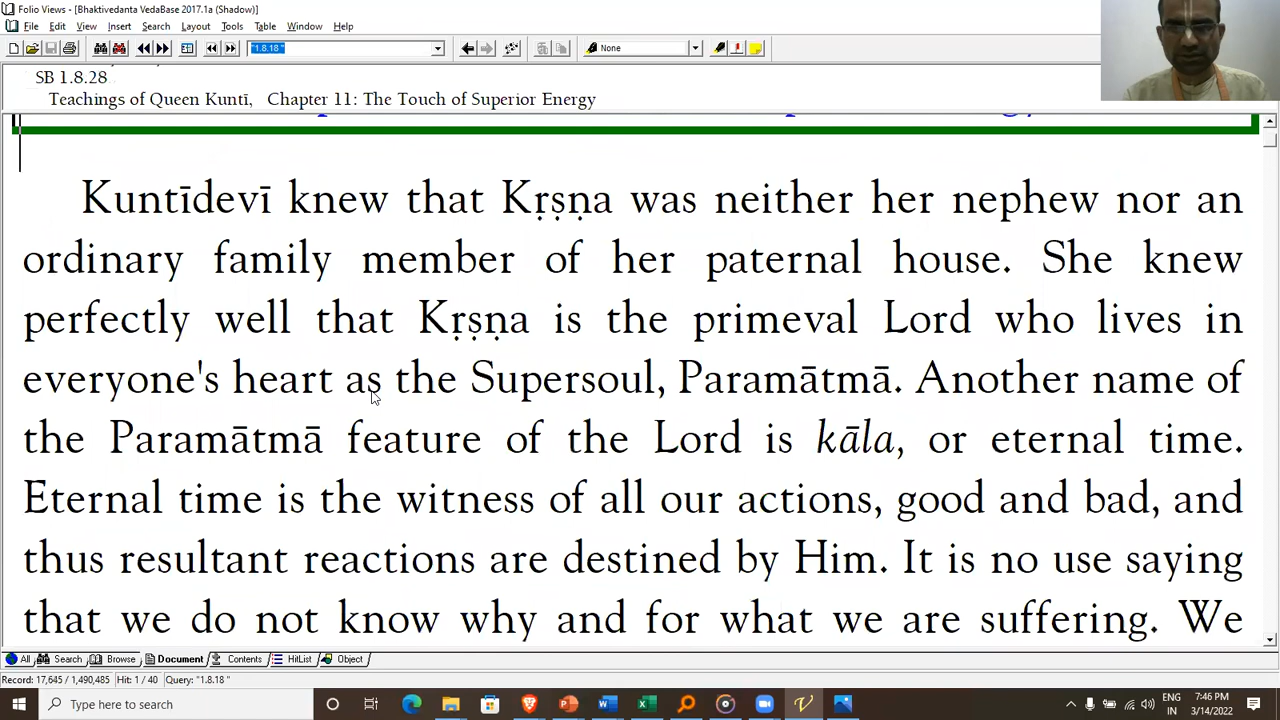 Folio Views - [Bhaktivedanta VedaBase 2017.1a (Shadow)]
File Edit View Insert Search Layout Tools Table Window Help
"1.8.18 " None
SB 1.8.28
Teachings of Queen Kuntī, Chapter 11: The Touch of Superior Energy
Kuntīdevī knew that Kṛṣṇa was neither her nephew nor an
ordinary family member of her paternal house. She knew
perfectly well that Kṛṣṇa is the primeval Lord who lives in
everyone's heart as the Supersoul, Paramātmā. Another name of
the Paramātmā feature of the Lord is kāla, or eternal time.
Eternal time is the witness of all our actions, good and bad, and
thus resultant reactions are destined by Him. It is no use saying
that we do not know why and for what we are suffering. We
All Search Browse Document Contents HitList Object
Record: 17,645 / 1,490,485 Hit: 1 / 40 Query: "1.8.18 "
Type here to search
ENG
IN
7:46 PM
3/14/2022